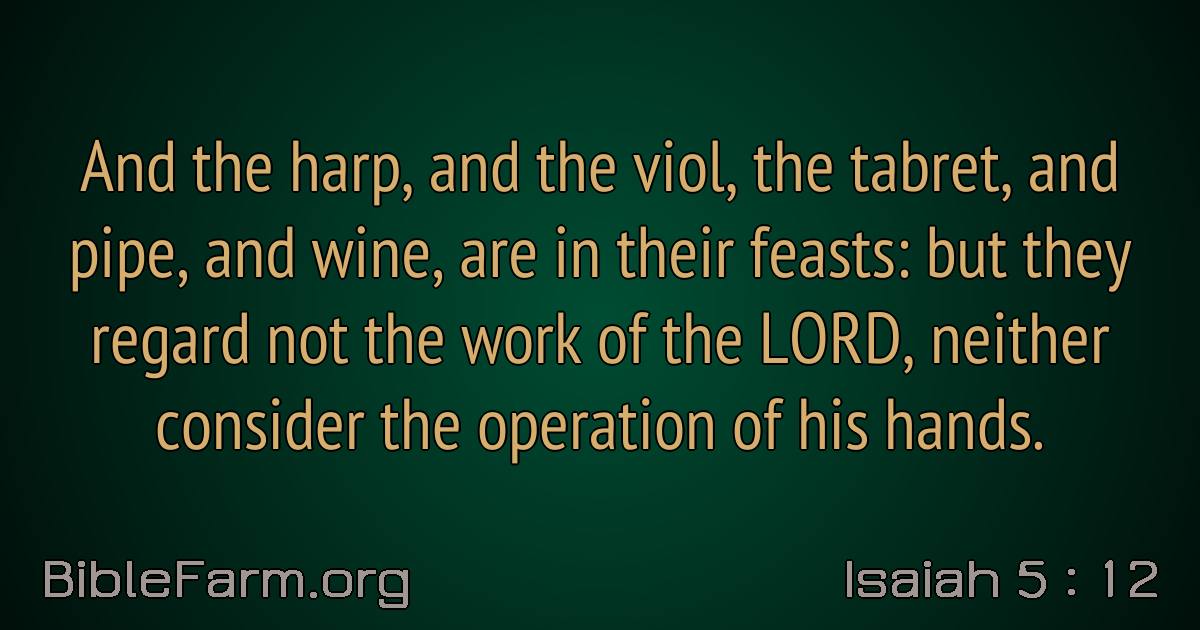 And the harp, and the viol, the tabret, and
pipe, and wine, are in their feasts: but they
regard not the work of the LORD, neither
consider the operation of his hands.
BibleFarm.org
Isaiah 5 : 12